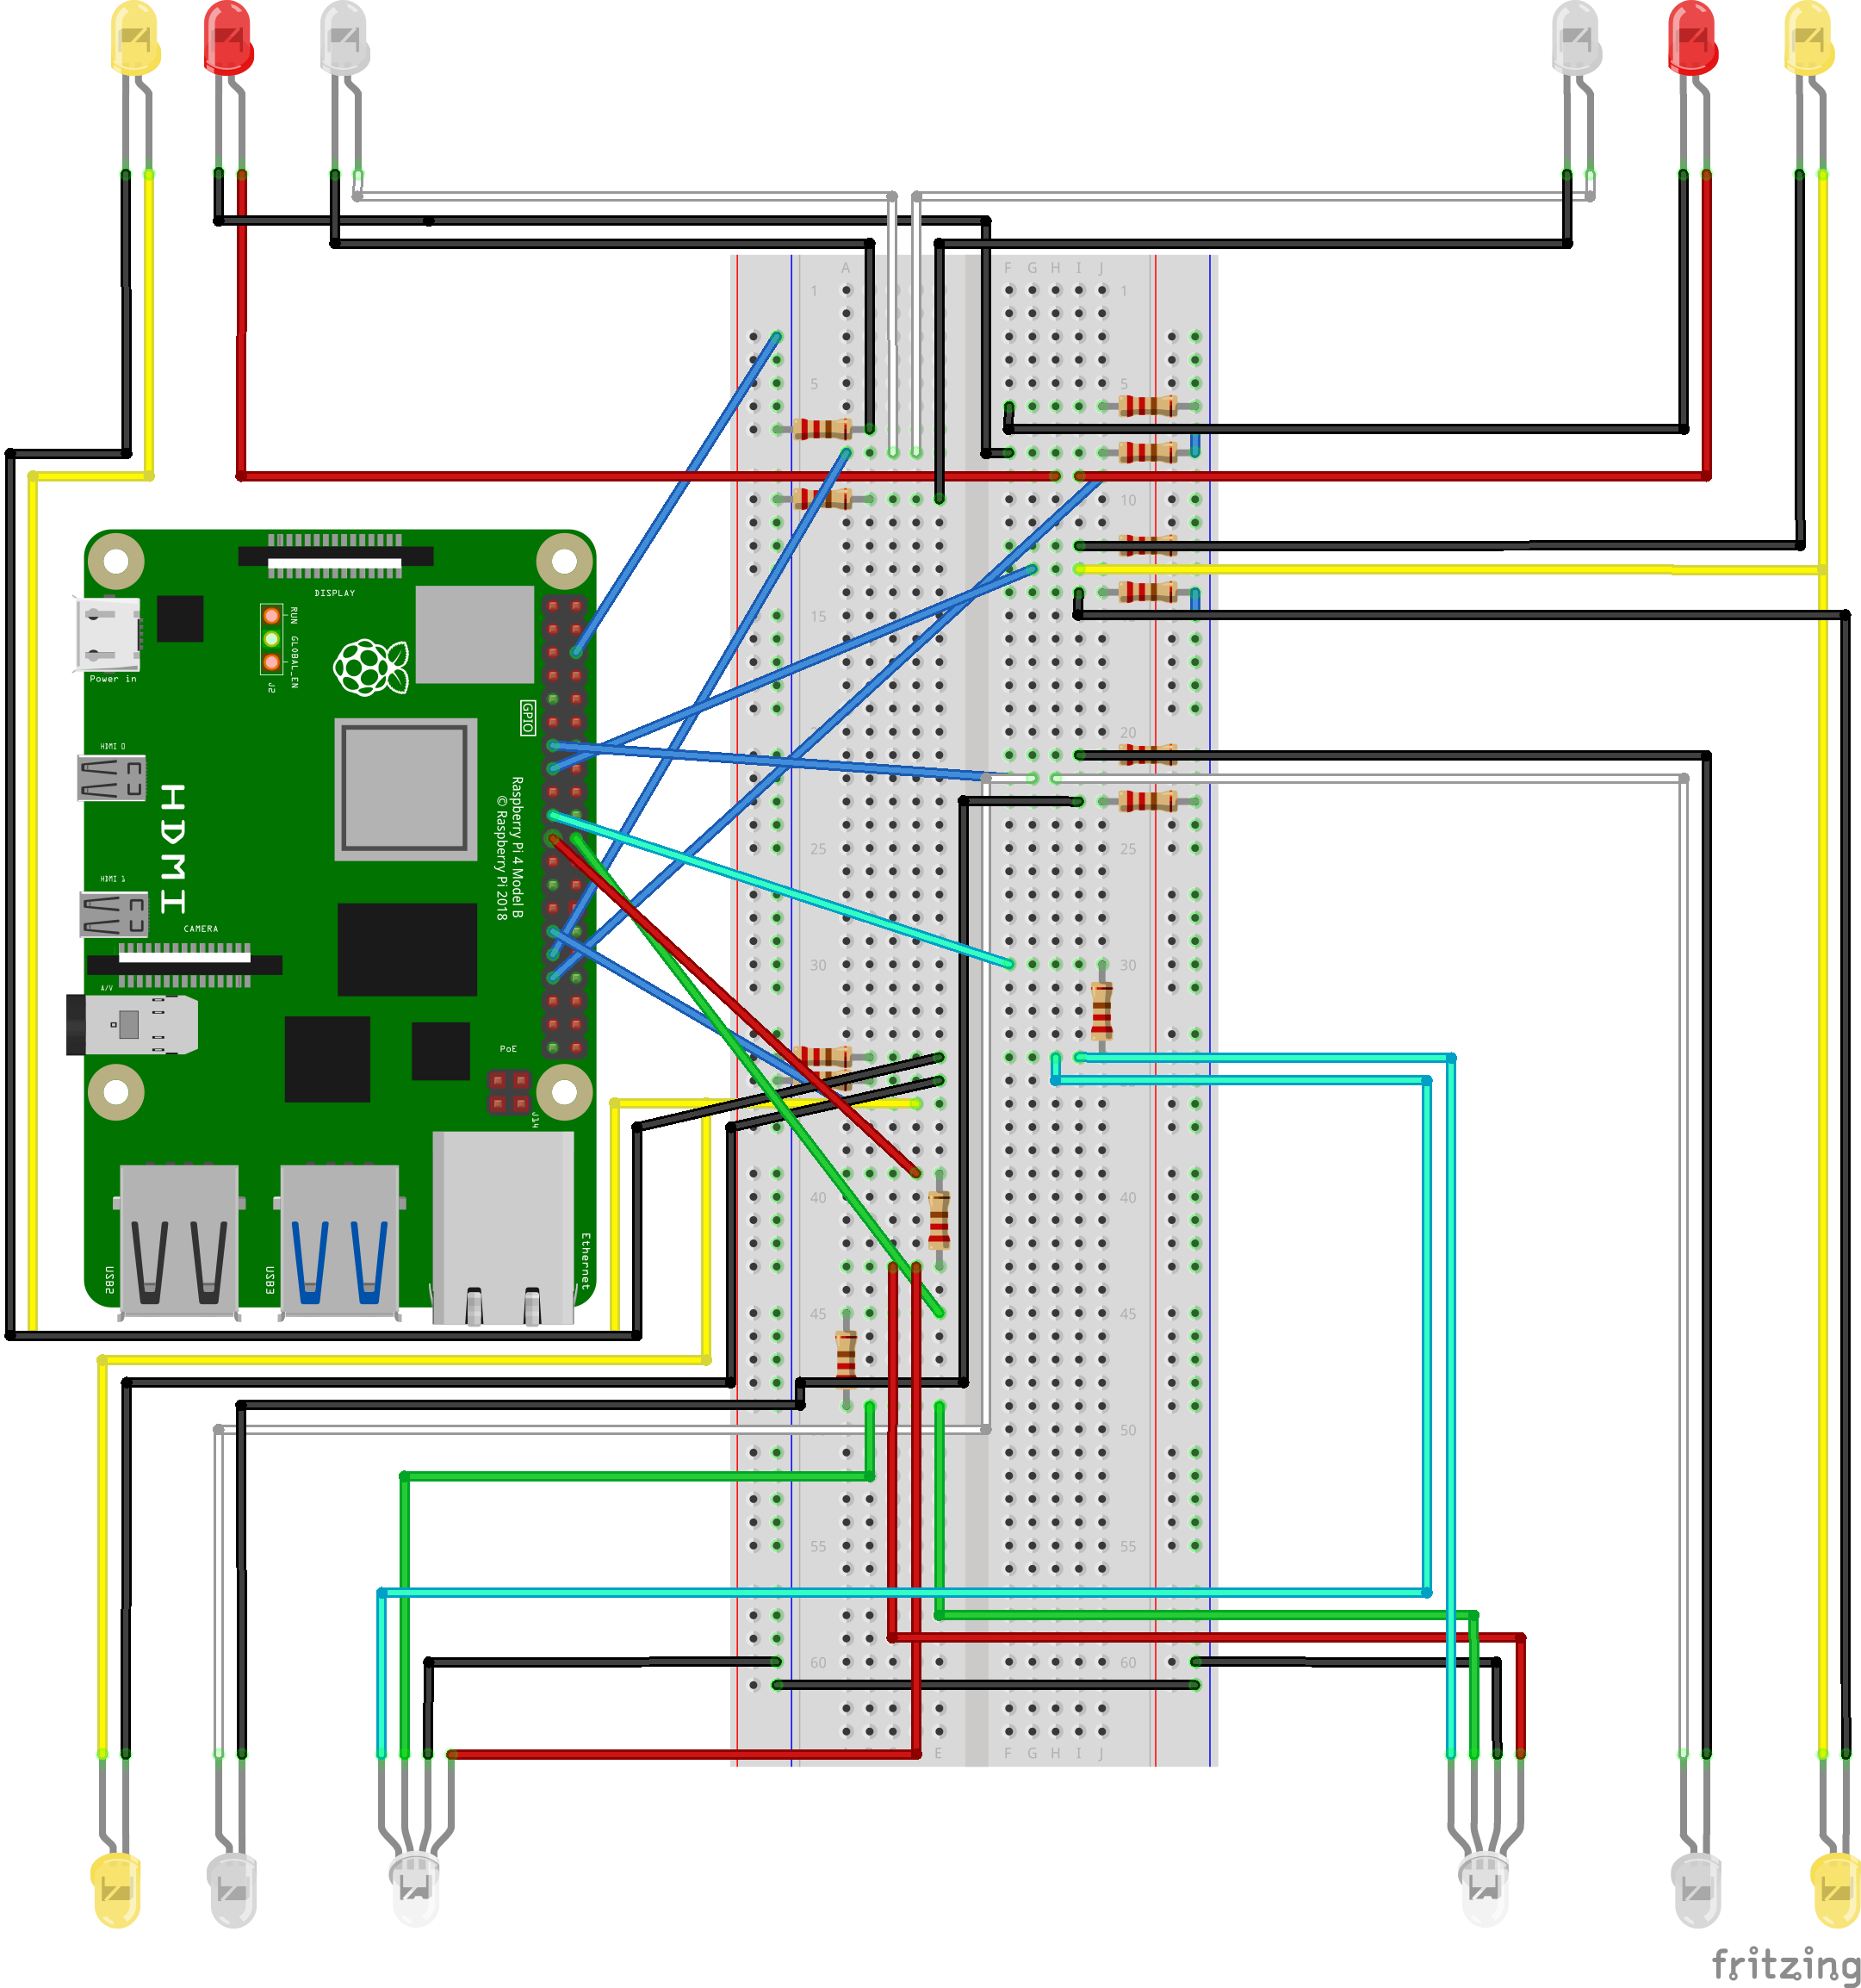 A
F G H I J
1
1
5
5
10
15
20
25
25
30
30
40
40
45
45
50
55
55
60
60
E
F G H I J
DISPLAY
RUN
GLOBAL_EN
J2
Power in
GPIO
HDMI 0
HDMI
Raspberry Pi 4 Model B
© Raspberry Pi 2018
HDMI 1
CAMERA
A/V
PoE
J14
USB2
USB3
Ethernet
fritzing